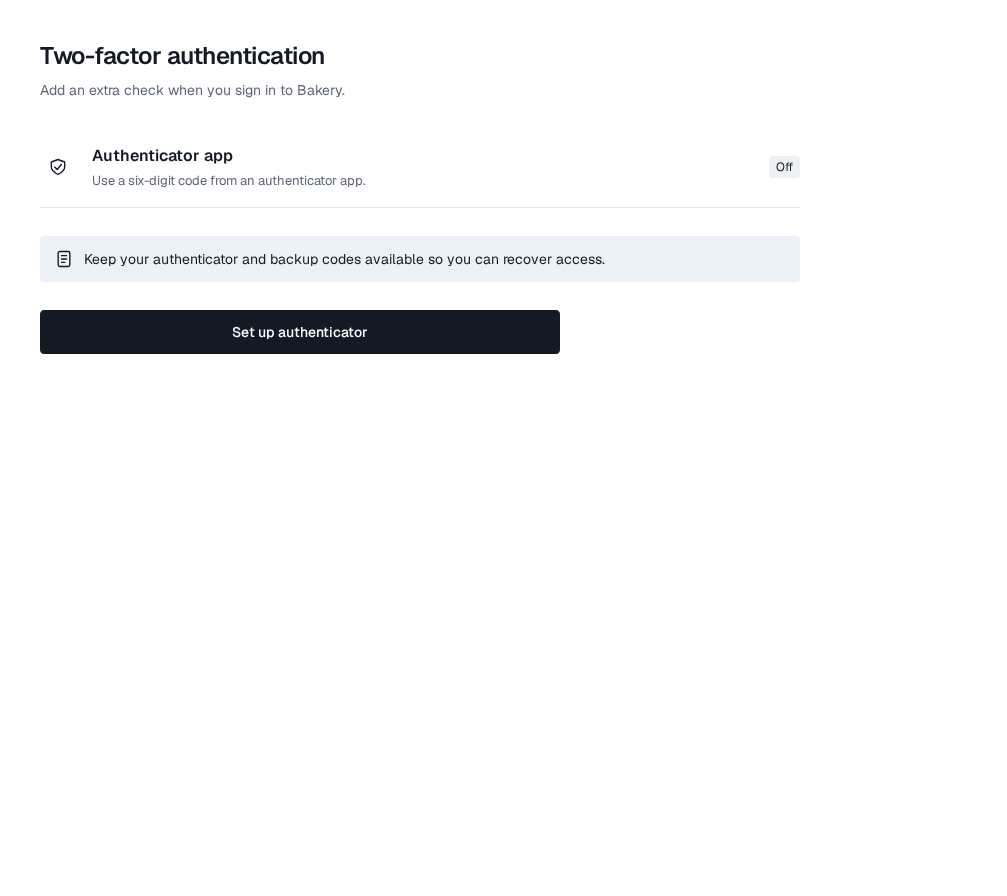 Two-factor authentication
Add an extra check when you sign in to Bakery.
Authenticator app
Use a six-digit code from an authenticator app.
Off
Keep your authenticator and backup codes available so you can recover access.
Set up authenticator